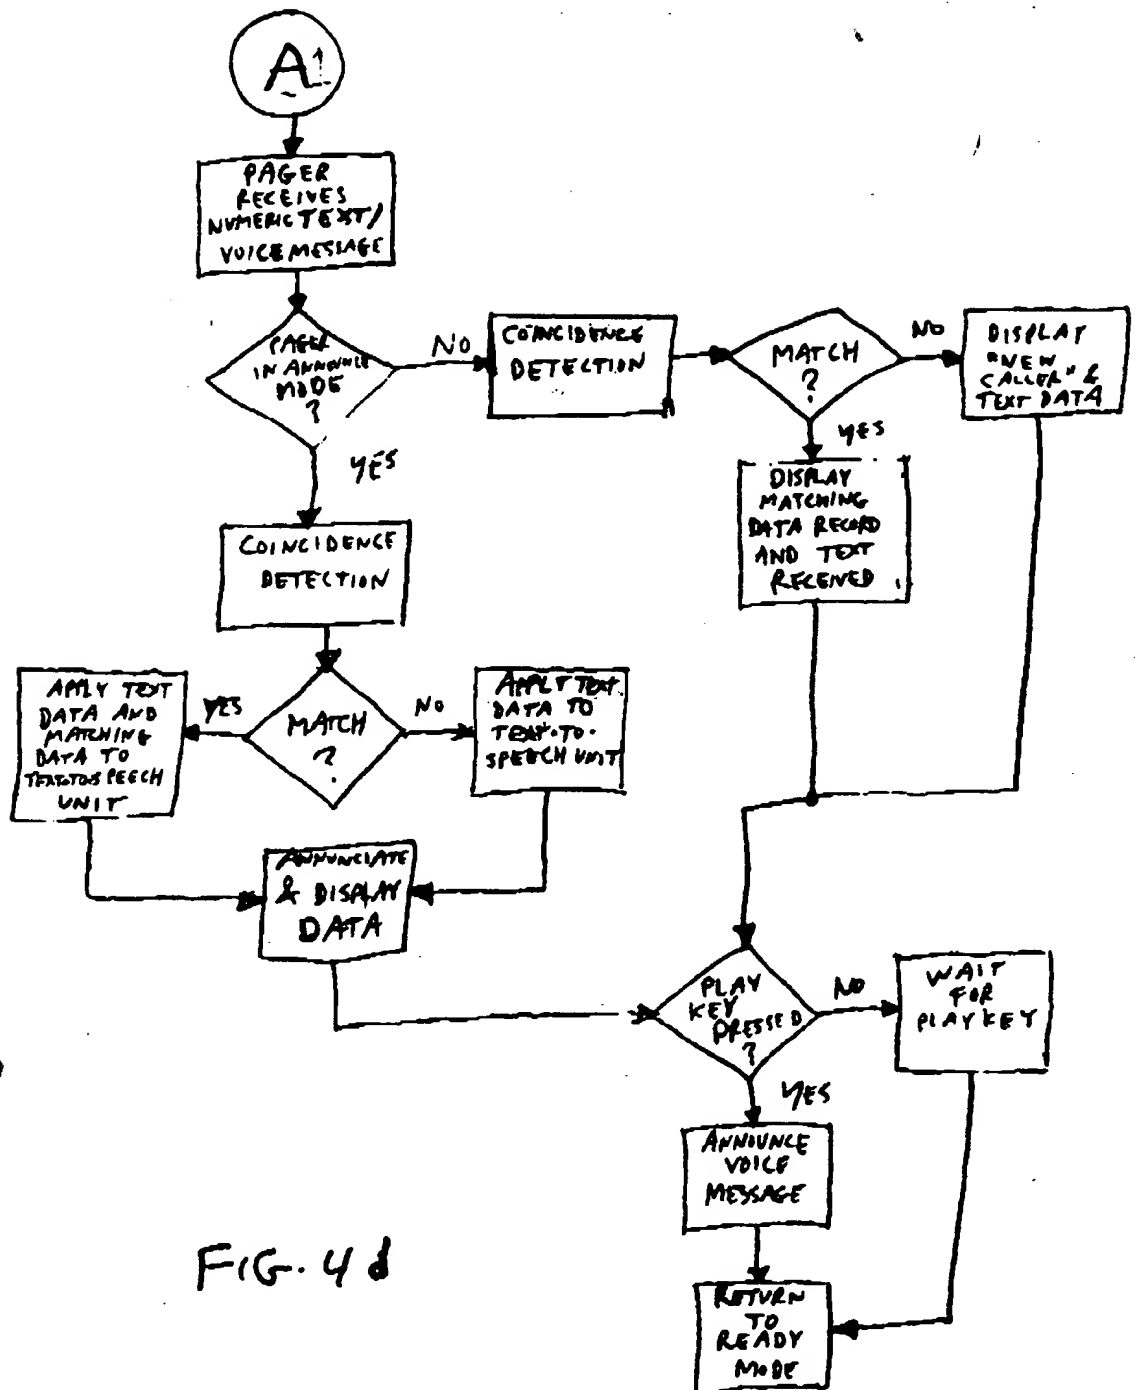 A1
PAGER
RECEIVES
NUMERIC TEXT/
VOICE MESSAGE
PAGER
IN ANNOUNCE
MODE
?
NO
COINCIDENCE
DETECTION
MATCH
?
NO
DISPLAY
"NEW
CALLER" &
TEXT DATA
YES
DISPLAY
MATCHING
DATA RECORD
AND TEXT
RECEIVED
YES
COINCIDENCE
DETECTION
MATCH
?
YES
APPLY TEXT
DATA AND
MATCHING
DATA TO
TEXT-TO-SPEECH
UNIT
NO
APPLY TEXT
DATA TO
TEXT-TO-
SPEECH UNIT
ANNUNCIATE
& DISPLAY
DATA
PLAY
KEY
PRESSED
?
NO
WAIT
FOR
PLAY KEY
YES
ANNOUNCE
VOICE
MESSAGE
RETURN
TO
READY
MODE
FIG. 4d